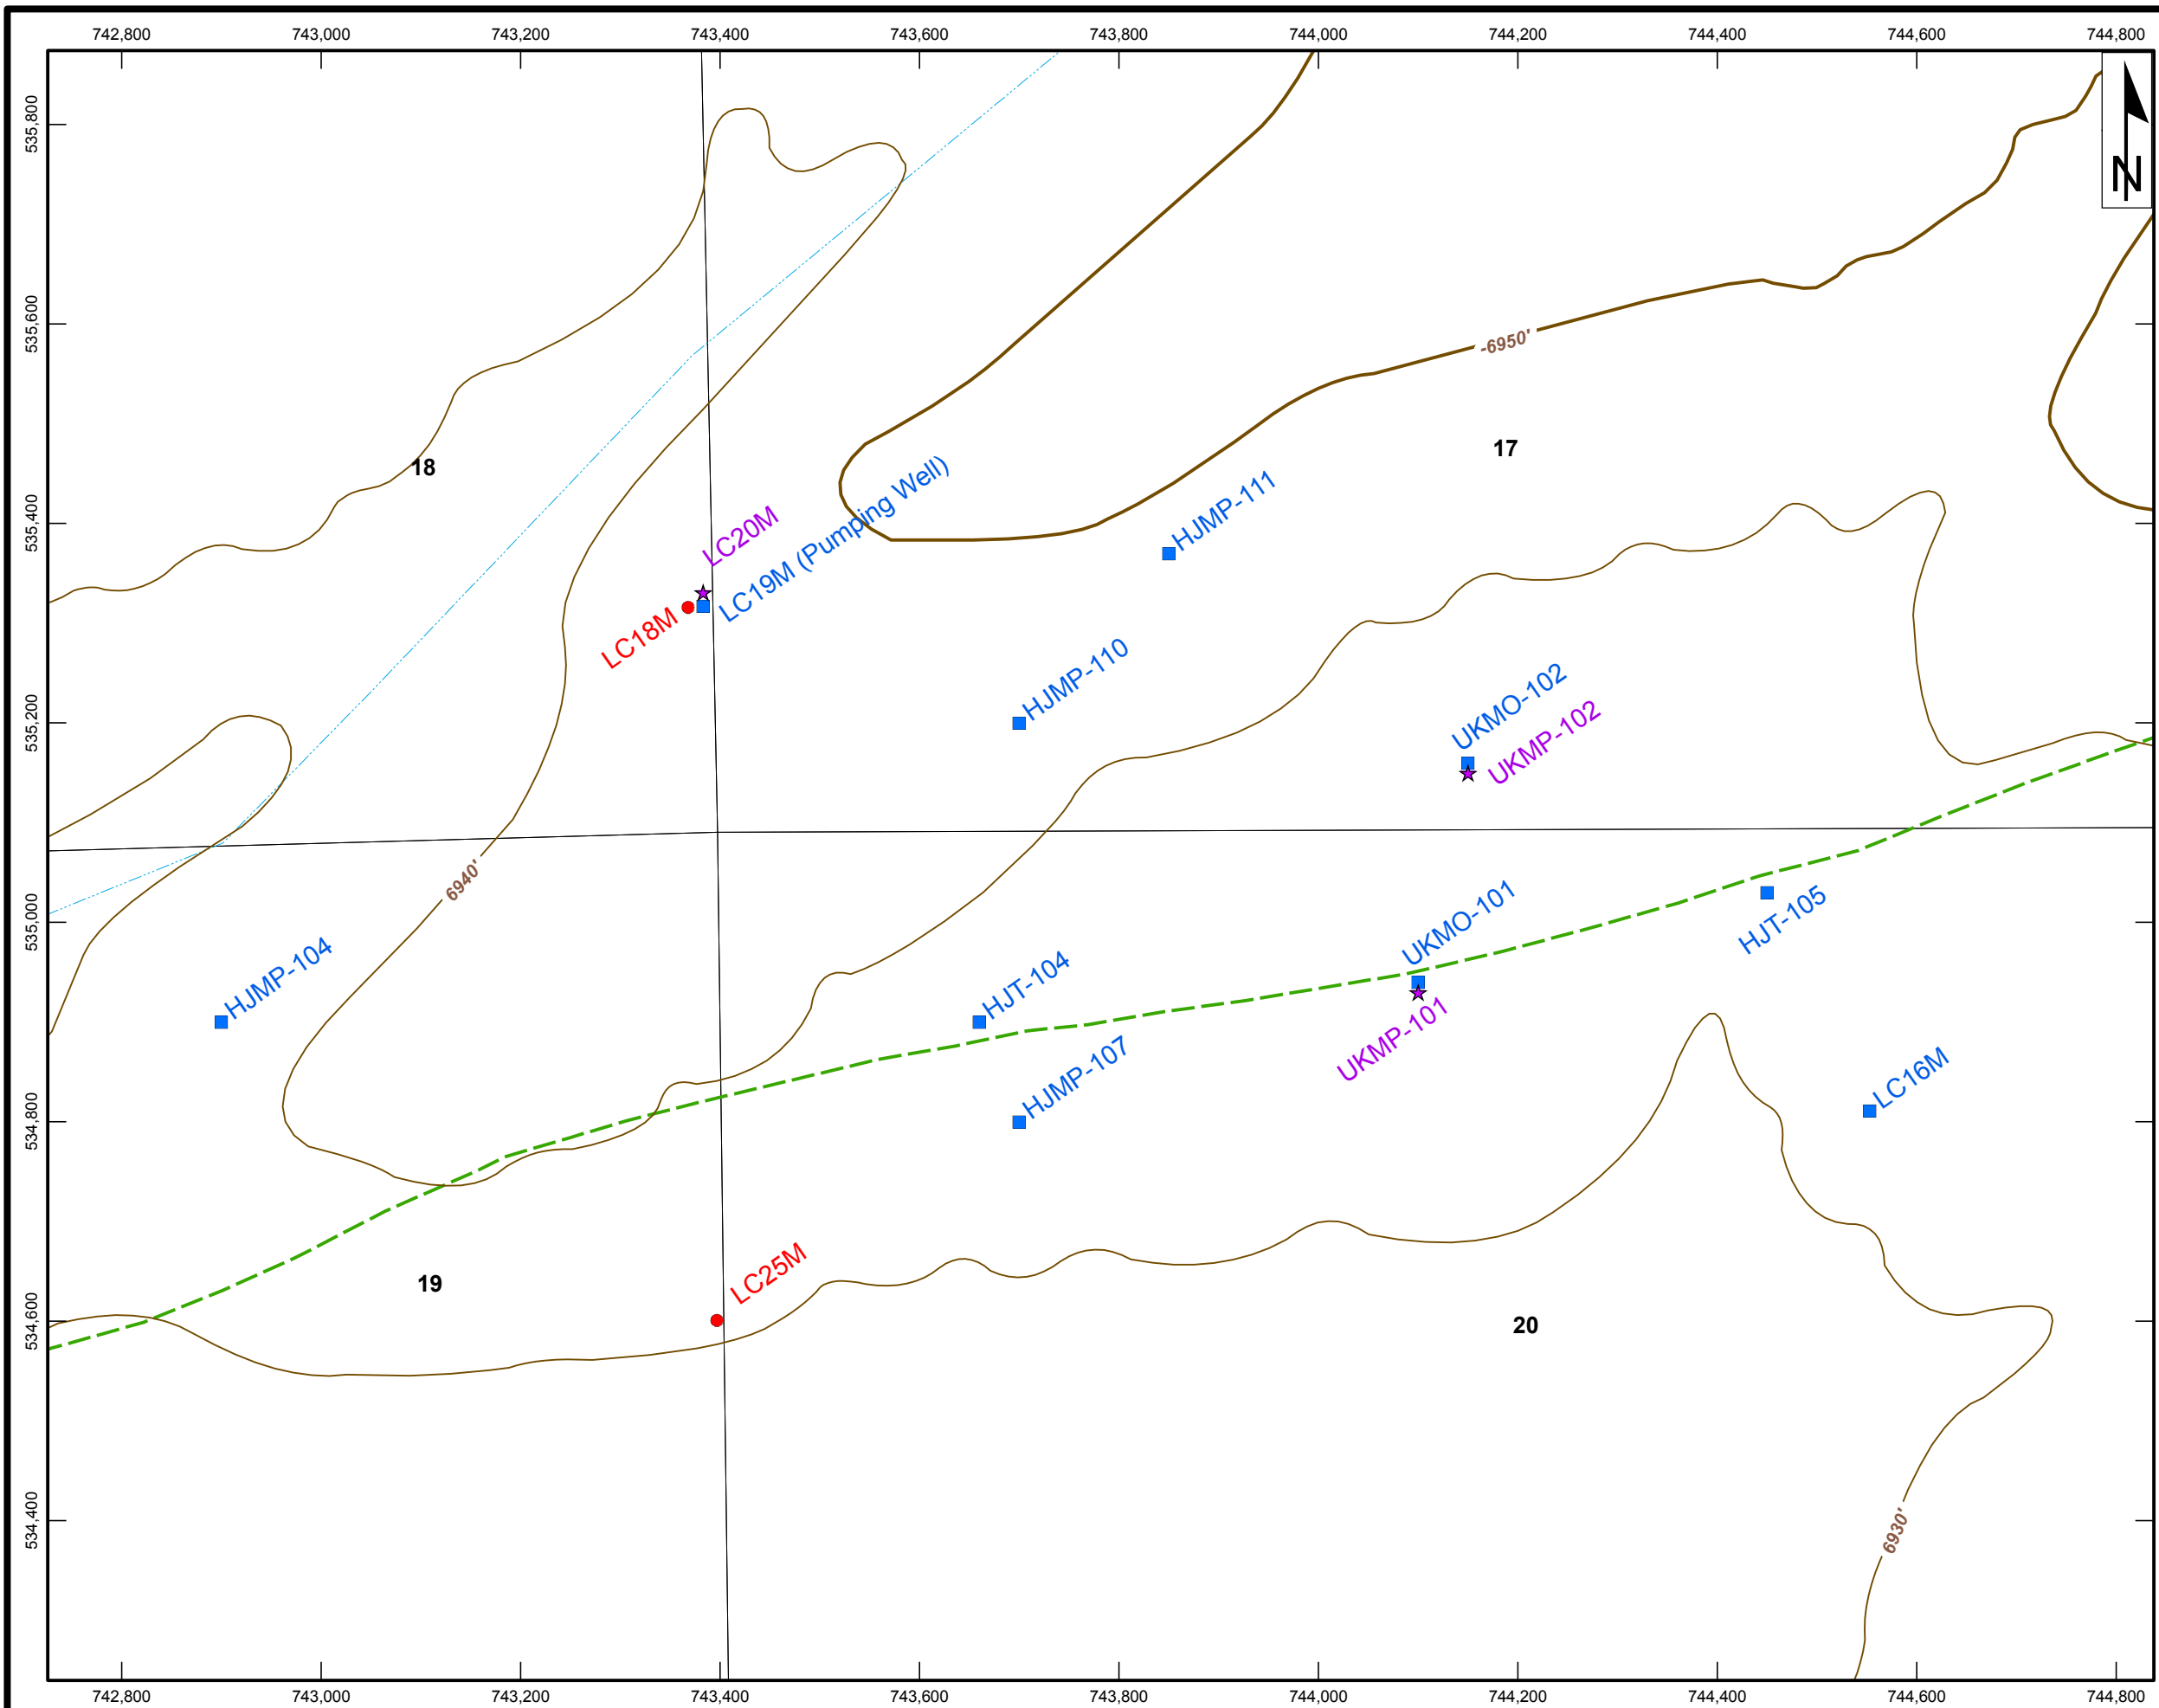 742,800 743,000 743,200 743,400 743,600 743,800 744,000 744,200 744,400 744,600 744,800
535,800
N
535,600
-6950'
17
18
HJMP-111
LC19M (Pumping Well)
LC20M
535,400
LC18M
HJMP-110
UKMO-102
UKMP-102
535,200
6940'
UKMO-101
HJT-105
535,000
HJMP-104
HJT-104
UKMP-101
HJMP-107
LC16M
534,800
LC25M
19
20
534,600
534,400
6930'
742,800 743,000 743,200 743,400 743,600 743,800 744,000 744,200 744,400 744,600 744,800